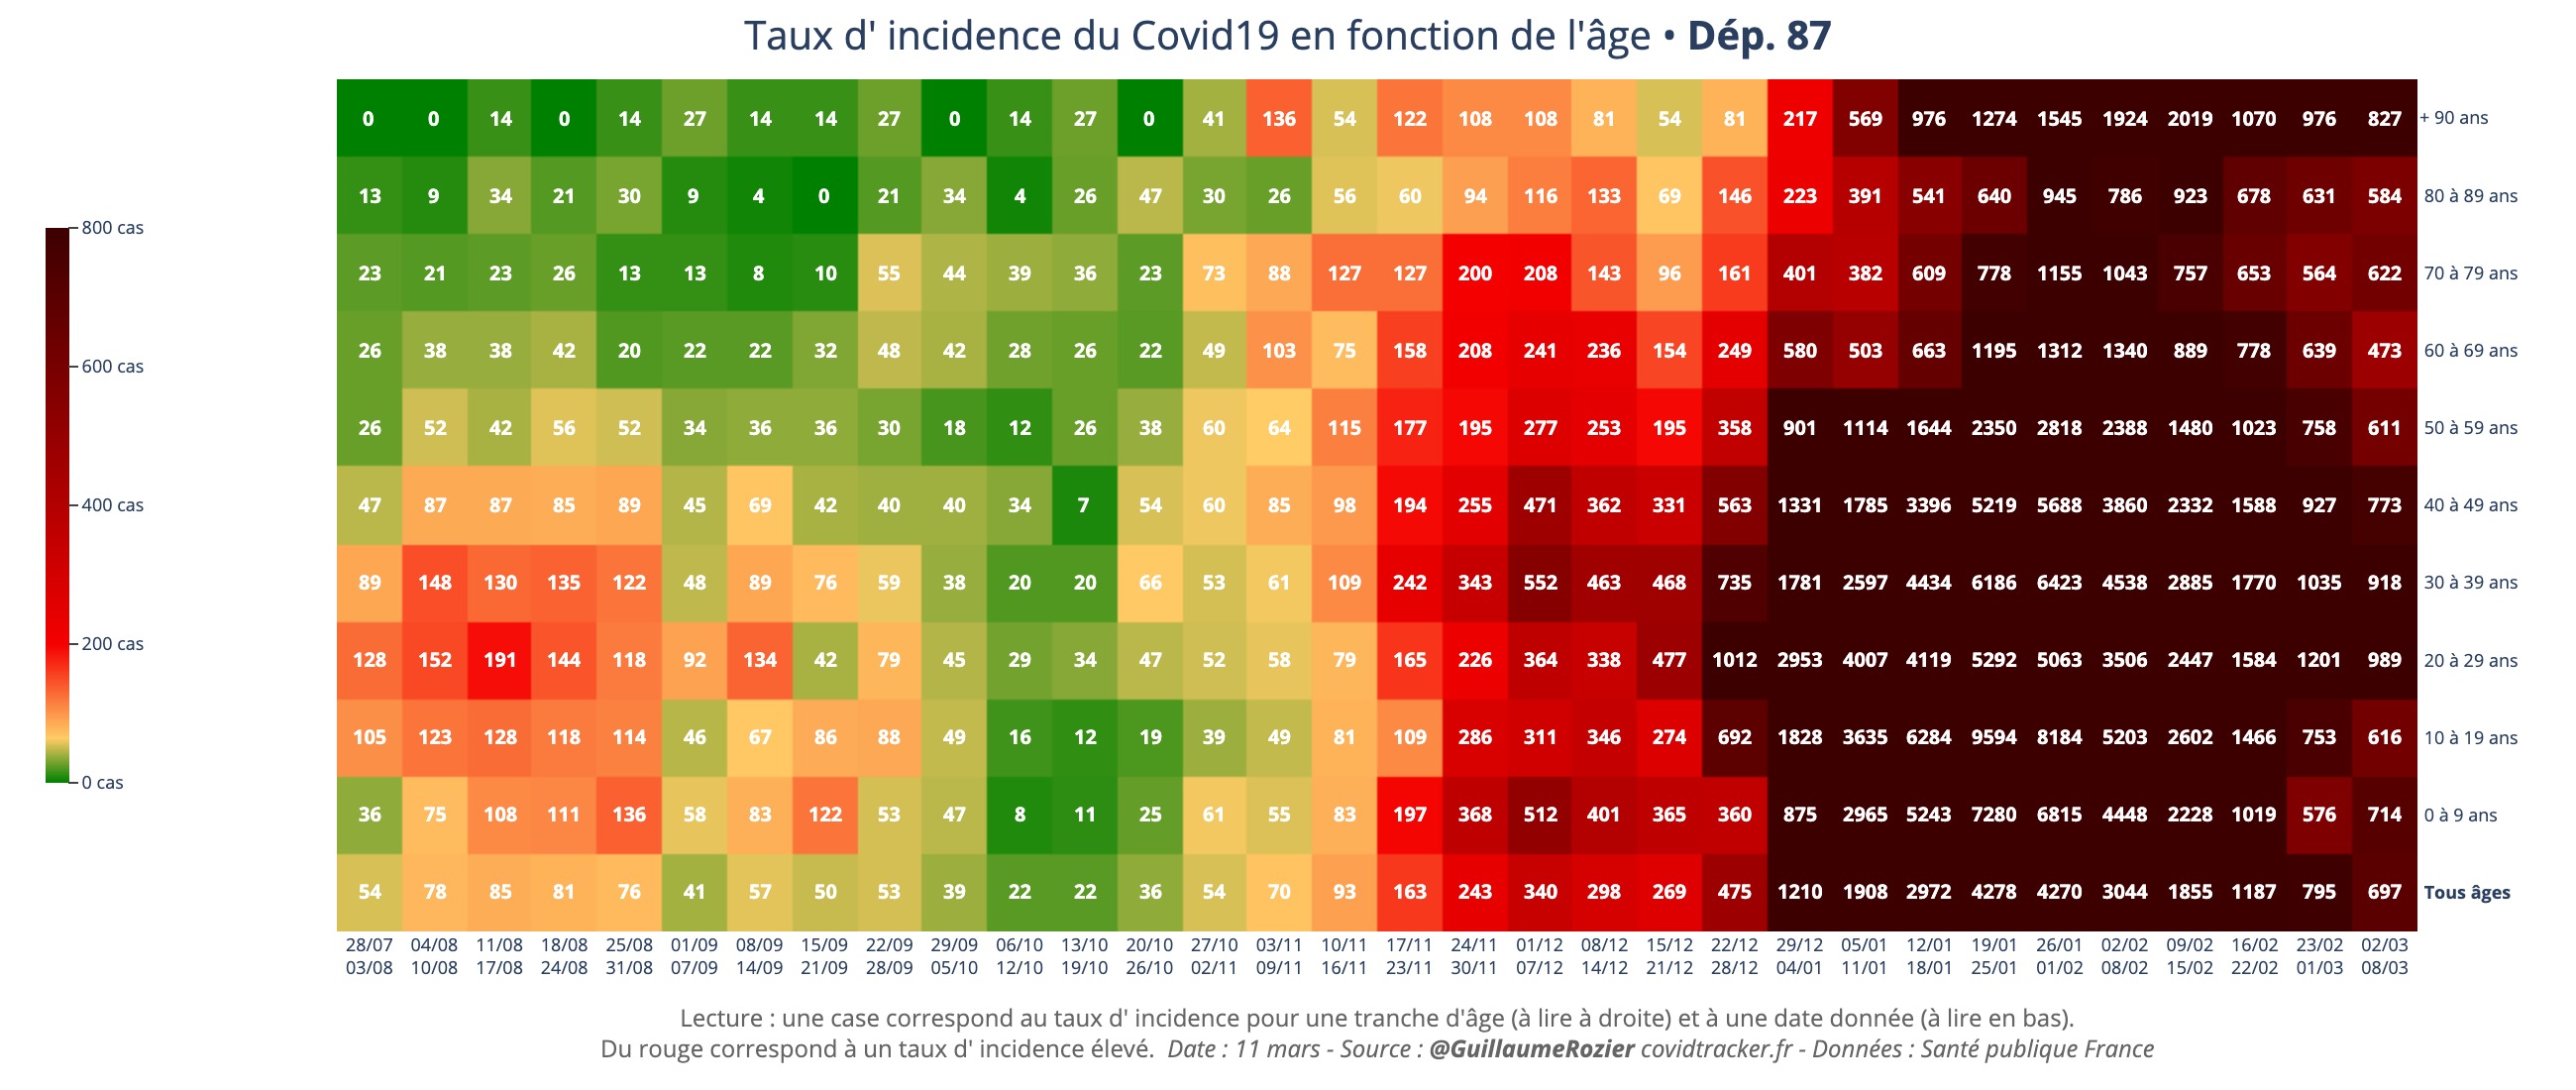 Taux d' incidence du Covid19 en fonction de l'âge • Dép. 87
800 cas
600 cas
400 cas
200 cas
0 cas
0 0 14 0 14 27 14 14 27 0 14 27 0 41 136 54 122 108 108 81 54 81 217 569 976 1274 1545 1924 2019 1070 976 827 + 90 ans
13 9 34 21 30 9 4 0 21 34 4 26 47 30 26 56 60 94 116 133 69 146 223 391 541 640 945 786 923 678 631 584 80 à 89 ans
23 21 23 26 13 13 8 10 55 44 39 36 23 73 88 127 127 200 208 143 96 161 401 382 609 778 1155 1043 757 653 564 622 70 à 79 ans
26 38 38 42 20 22 22 32 48 42 28 26 22 49 103 75 158 208 241 236 154 249 580 503 663 1195 1312 1340 889 778 639 473 60 à 69 ans
26 52 42 56 52 34 36 36 30 18 12 26 38 60 64 115 177 195 277 253 195 358 901 1114 1644 2350 2818 2388 1480 1023 758 611 50 à 59 ans
47 87 87 85 89 45 69 42 40 40 34 7 54 60 85 98 194 255 471 362 331 563 1331 1785 3396 5219 5688 3860 2332 1588 927 773 40 à 49 ans
89 148 130 135 122 48 89 76 59 38 20 20 66 53 61 109 242 343 552 463 468 735 1781 2597 4434 6186 6423 4538 2885 1770 1035 918 30 à 39 ans
128 152 191 144 118 92 134 42 79 45 29 34 47 52 58 79 165 226 364 338 477 1012 2953 4007 4119 5292 5063 3506 2447 1584 1201 989 20 à 29 ans
105 123 128 118 114 46 67 86 88 49 16 12 19 39 49 81 109 286 311 346 274 692 1828 3635 6284 9594 8184 5203 2602 1466 753 616 10 à 19 ans
36 75 108 111 136 58 83 122 53 47 8 11 25 61 55 83 197 368 512 401 365 360 875 2965 5243 7280 6815 4448 2228 1019 576 714 0 à 9 ans
54 78 85 81 76 41 57 50 53 39 22 22 36 54 70 93 163 243 340 298 269 475 1210 1908 2972 4278 4270 3044 1855 1187 795 697 Tous âges
28/07 04/08 11/08 18/08 25/08 01/09 08/09 15/09 22/09 29/09 06/10 13/10 20/10 27/10 03/11 10/11 17/11 24/11 01/12 08/12 15/12 22/12 29/12 05/01 12/01 19/01 26/01 02/02 09/02 16/02 23/02 02/03
03/08 10/08 17/08 24/08 31/08 07/09 14/09 21/09 28/09 05/10 12/10 19/10 26/10 02/11 09/11 16/11 23/11 30/11 07/12 14/12 21/12 28/12 04/01 11/01 18/01 25/01 01/02 08/02 15/02 22/02 01/03 08/03
Lecture : une case correspond au taux d' incidence pour une tranche d'âge (à lire à droite) et à une date donnée (à lire en bas).
Du rouge correspond à un taux d' incidence élevé. Date : 11 mars - Source : @GuillaumeRozier covidtracker.fr - Données : Santé publique France